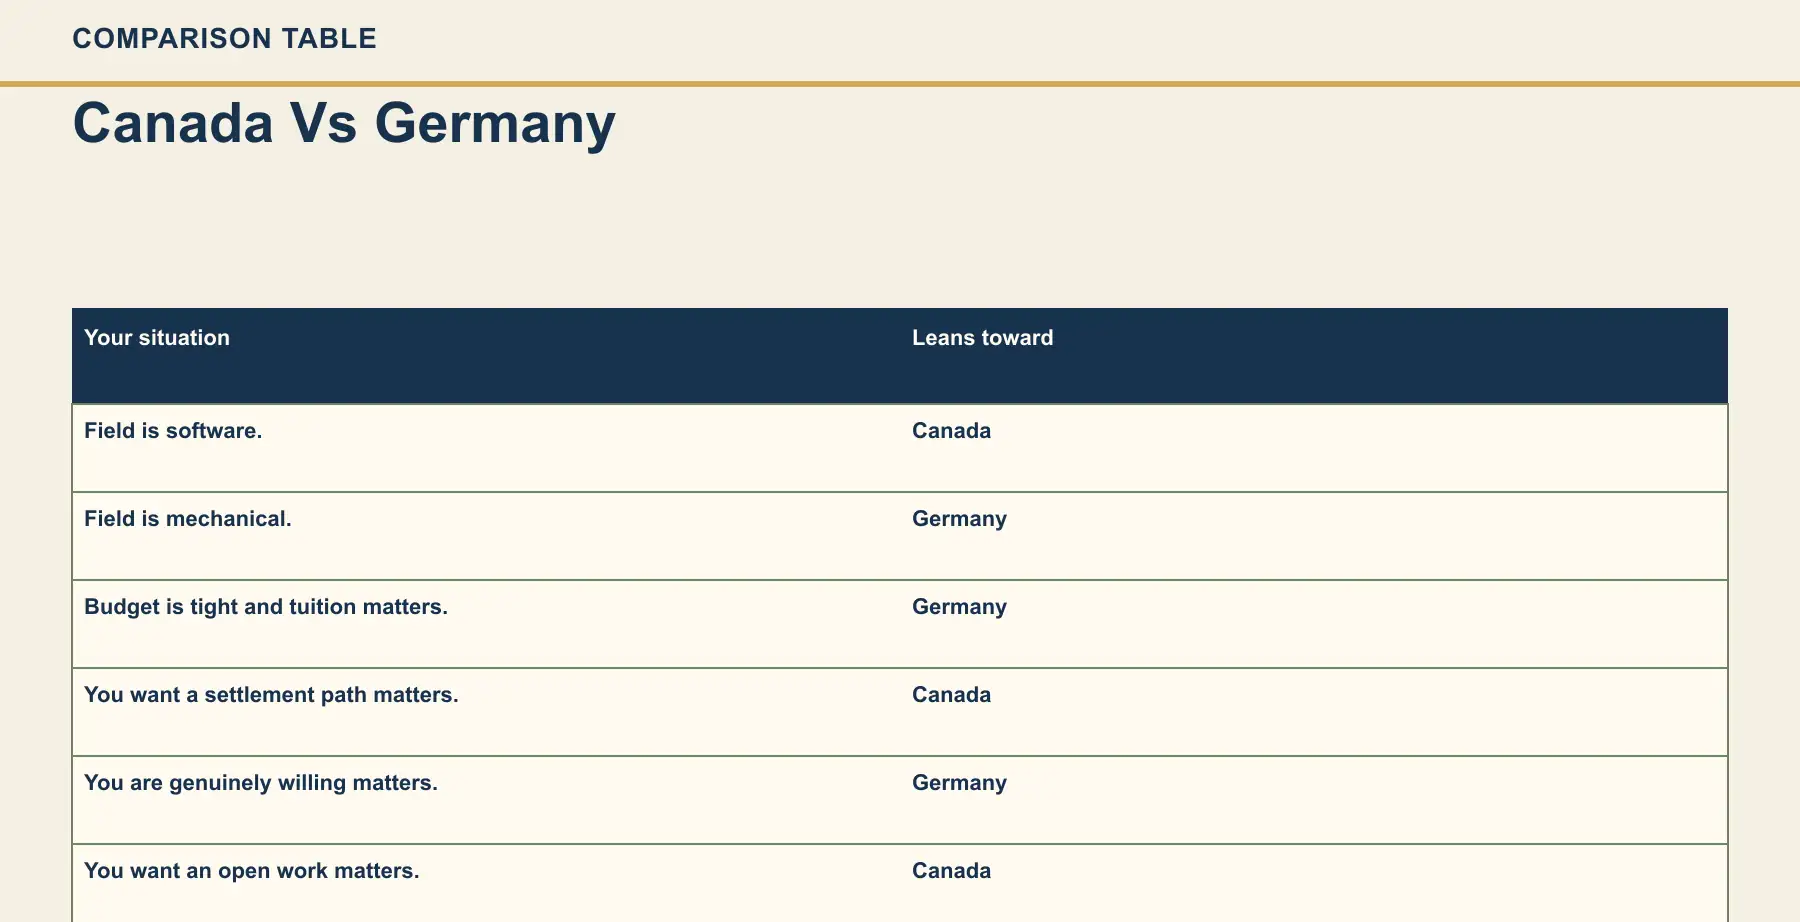 COMPARISON TABLE
Canada Vs Germany
Your situation Leans toward
Field is software. Canada
Field is mechanical. Germany
Budget is tight and tuition matters. Germany
You want a settlement path matters. Canada
You are genuinely willing matters. Germany
You want an open work matters. Canada